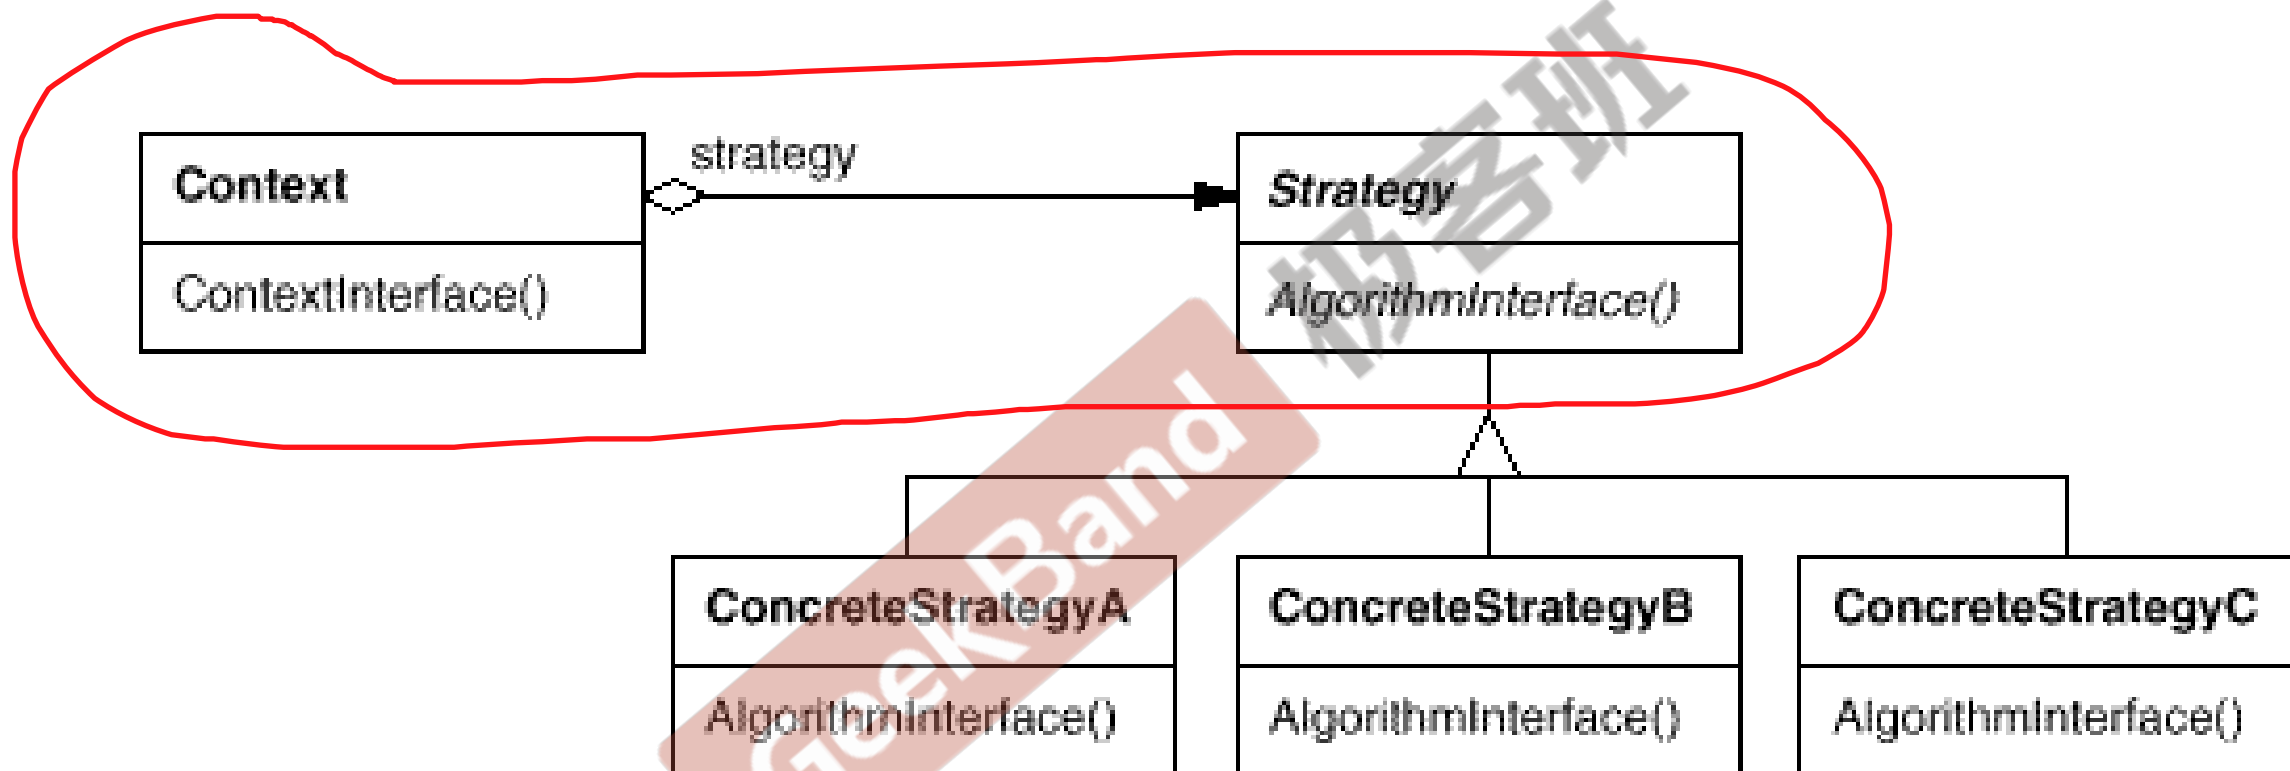 strategy
Context
Strategy
ContextInterface()
AlgorithmInterface()
极客班
GeekBand
ConcreteStrategyA
ConcreteStrategyB
ConcreteStrategyC
AlgorithmInterface()
AlgorithmInterface()
AlgorithmInterface()